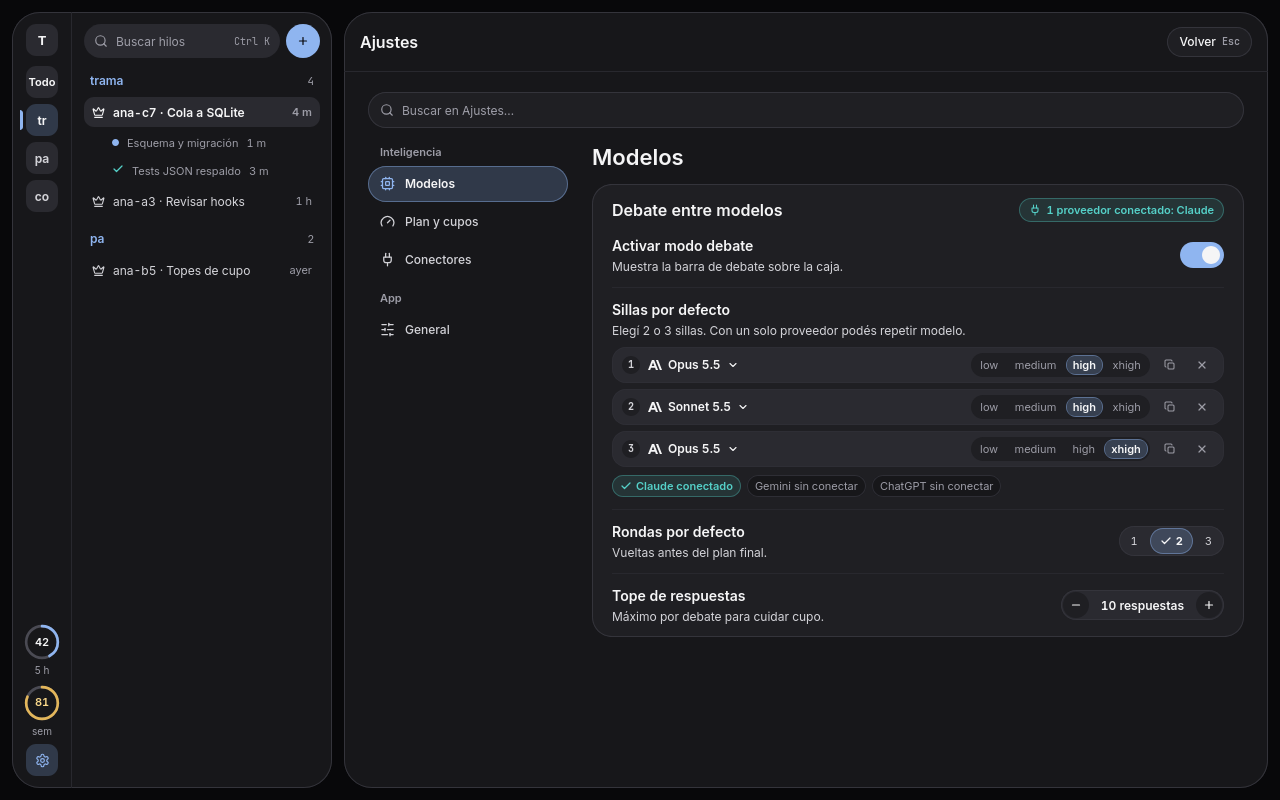 T
Todo
tr
pa
co
42
5 h
81
sem
Buscar hilos Ctrl K
+
trama 4
ana-c7 · Cola a SQLite 4 m
Esquema y migración 1 m
Tests JSON respaldo 3 m
ana-a3 · Revisar hooks 1 h
pa 2
ana-b5 · Topes de cupo ayer
Ajustes
Volver Esc
Buscar en Ajustes...
Inteligencia
Modelos
Plan y cupos
Conectores
App
General
Modelos
Debate entre modelos
1 proveedor conectado: Claude
Activar modo debate
Muestra la barra de debate sobre la caja.
Sillas por defecto
Elegí 2 o 3 sillas. Con un solo proveedor podés repetir modelo.
1 Opus 5.5 low medium high xhigh
2 Sonnet 5.5 low medium high xhigh
3 Opus 5.5 low medium high xhigh
Claude conectado Gemini sin conectar ChatGPT sin conectar
Rondas por defecto
Vueltas antes del plan final.
1 2 3
Tope de respuestas
Máximo por debate para cuidar cupo.
− 10 respuestas +